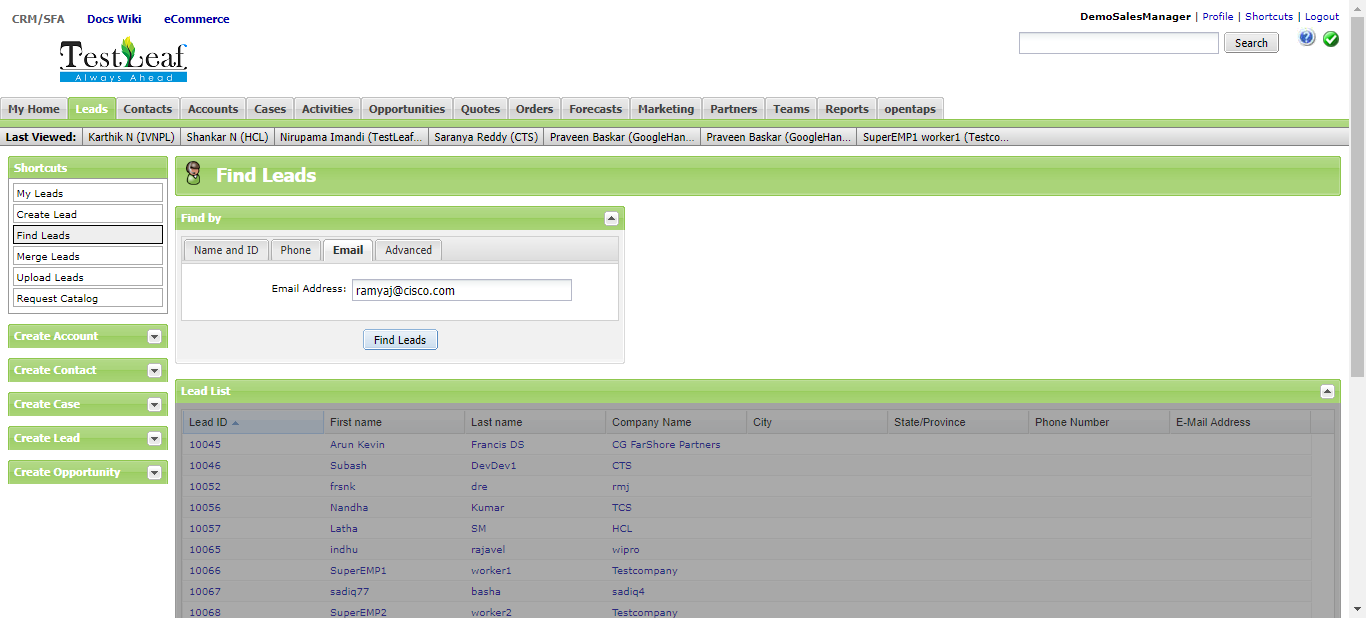 CRM/SFA Docs Wiki eCommerce
DemoSalesManager | Profile | Shortcuts | Logout
TestLeaf
Always Ahead
Search
My Home Leads Contacts Accounts Cases Activities Opportunities Quotes Orders Forecasts Marketing Partners Teams Reports opentaps
Last Viewed: Karthik N (IVNPL) Shankar N (HCL) Nirupama Imandi (TestLeaf... Saranya Reddy (CTS) Praveen Baskar (GoogleHan... Praveen Baskar (GoogleHan... SuperEMP1 worker1 (Testco...
Shortcuts
My Leads
Create Lead
Find Leads
Merge Leads
Upload Leads
Request Catalog
Create Account
Create Contact
Create Case
Create Lead
Create Opportunity
Find Leads
Find by
Name and ID Phone Email Advanced
Email Address: ramyaj@cisco.com
Find Leads
Lead List
Lead ID First name Last name Company Name City State/Province Phone Number E-Mail Address
10045 Arun Kevin Francis DS CG FarShore Partners
10046 Subash DevDev1 CTS
10052 frsnk dre rmj
10056 Nandha Kumar TCS
10057 Latha SM HCL
10065 indhu rajavel wipro
10066 SuperEMP1 worker1 Testcompany
10067 sadiq77 basha sadiq4
10068 SuperEMP2 worker2 Testcompany